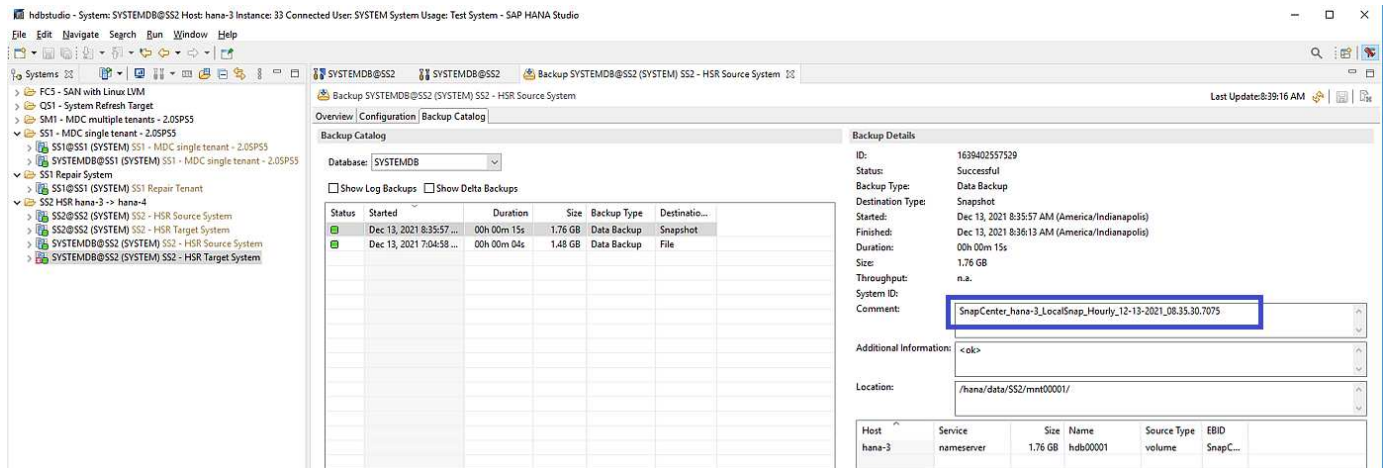 hdbstudio - System: SYSTEMDB@SS2 Host: hana-3 Instance: 33 Connected User: SYSTEM System Usage: Test System - SAP HANA Studio
File Edit Navigate Search Run Window Help
Systems
FC5 - SAN with Linux LVM
QS1 - System Refresh Target
SM1 - MDC multiple tenants - 2.0SPS5
SS1 - MDC single tenant - 2.0SPS5
SS1@SS1 (SYSTEM) SS1 - MDC single tenant - 2.0SPS5
SYSTEMDB@SS1 (SYSTEM) SS1 - MDC single tenant - 2.0SPS5
SS1 Repair System
SS1@SS1 (SYSTEM) SS1 Repair Tenant
SS2 HSR hana-3 -> hana-4
SS2@SS2 (SYSTEM) SS2 - HSR Source System
SS2@SS2 (SYSTEM) SS2 - HSR Target System
SYSTEMDB@SS2 (SYSTEM) SS2 - HSR Source System
SYSTEMDB@SS2 (SYSTEM) SS2 - HSR Target System
SYSTEMDB@SS2 SYSTEMDB@SS2 Backup SYSTEMDB@SS2 (SYSTEM) SS2 - HSR Source System
Backup SYSTEMDB@SS2 (SYSTEM) SS2 - HSR Source System
Last Update:8:39:16 AM
Overview Configuration Backup Catalog
Backup Catalog
Database: SYSTEMDB
Show Log Backups Show Delta Backups
Status Started Duration Size Backup Type Destinatio...
Dec 13, 2021 8:35:57 ... 00h 00m 15s 1.76 GB Data Backup Snapshot
Dec 13, 2021 7:04:58 ... 00h 00m 04s 1.48 GB Data Backup File
Backup Details
ID: 1639402557529
Status: Successful
Backup Type: Data Backup
Destination Type: Snapshot
Started: Dec 13, 2021 8:35:57 AM (America/Indianapolis)
Finished: Dec 13, 2021 8:36:13 AM (America/Indianapolis)
Duration: 00h 00m 15s
Size: 1.76 GB
Throughput: n.a.
System ID:
Comment: SnapCenter_hana-3_LocalSnap_Hourly_12-13-2021_08.35.30.7075
Additional Information: <ok>
Location: /hana/data/SS2/mnt00001/
Host Service Size Name Source Type EBID
hana-3 nameserver 1.76 GB hdb00001 volume SnapC...